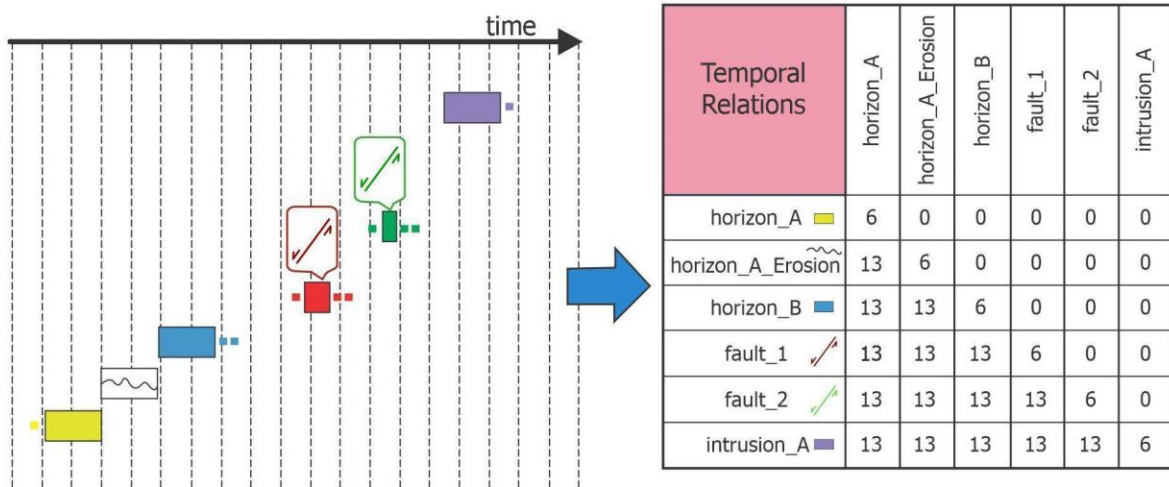 time
Temporal
Relations
horizon_A
horizon_A_Erosion
horizon_B
fault_1
fault_2
intrusion_A
horizon_A 6 0 0 0 0 0
horizon_A_Erosion 13 6 0 0 0 0
horizon_B 13 13 6 0 0 0
fault_1 13 13 13 6 0 0
fault_2 13 13 13 13 6 0
intrusion_A 13 13 13 13 13 6